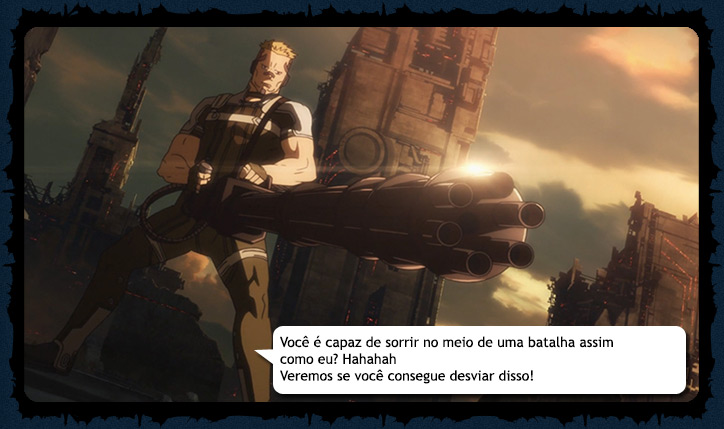 Você é capaz de sorrir no meio de uma batalha assim
como eu? Hahahah
Veremos se você consegue desviar disso!